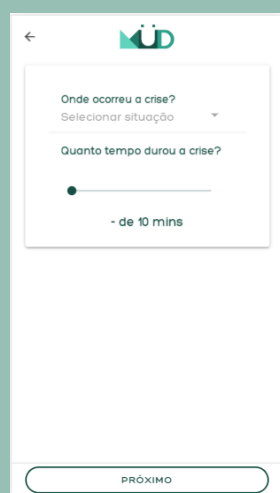 MÜD
Onde ocorreu a crise?
Selecionar situação
Quanto tempo durou a crise?
- de 10 mins
PRÓXIMO